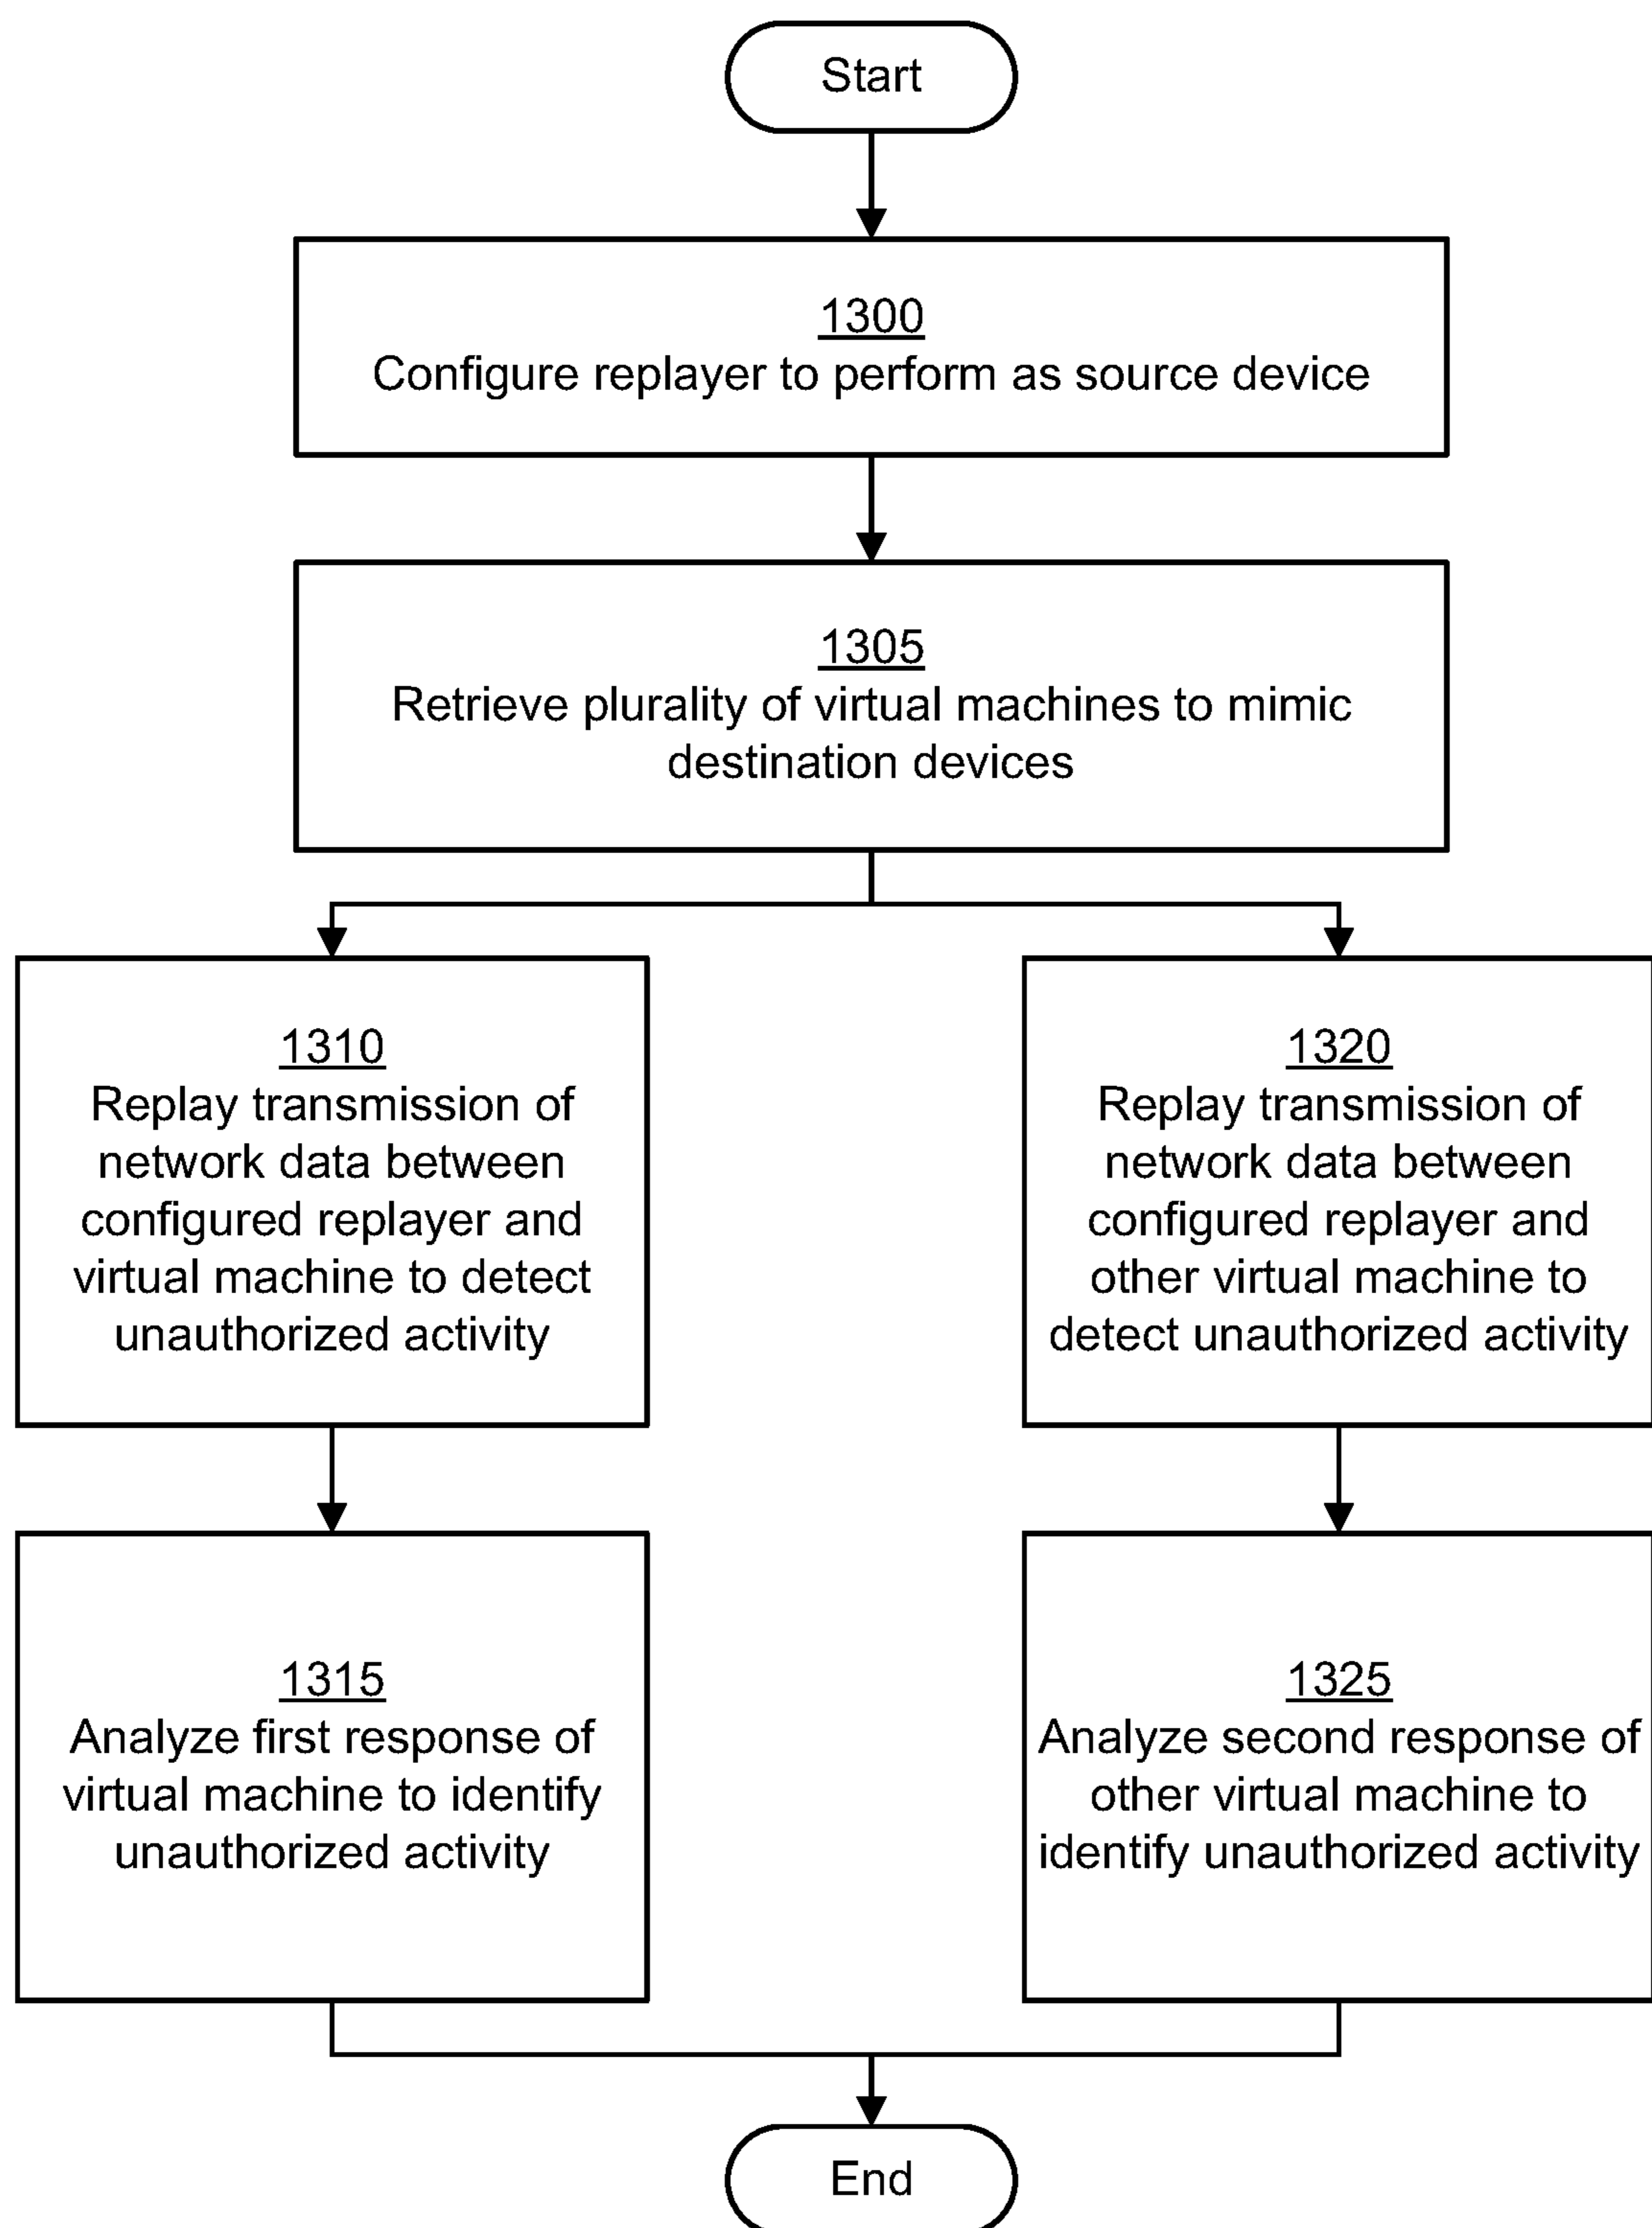 Start
1300
Configure replayer to perform as source device
1305
Retrieve plurality of virtual machines to mimic
destination devices
1310
Replay transmission of
network data between
configured replayer and
virtual machine to detect
unauthorized activity
1320
Replay transmission of
network data between
configured replayer and
other virtual machine to
detect unauthorized activity
1315
Analyze first response of
virtual machine to identify
unauthorized activity
1325
Analyze second response of
other virtual machine to
identify unauthorized activity
End